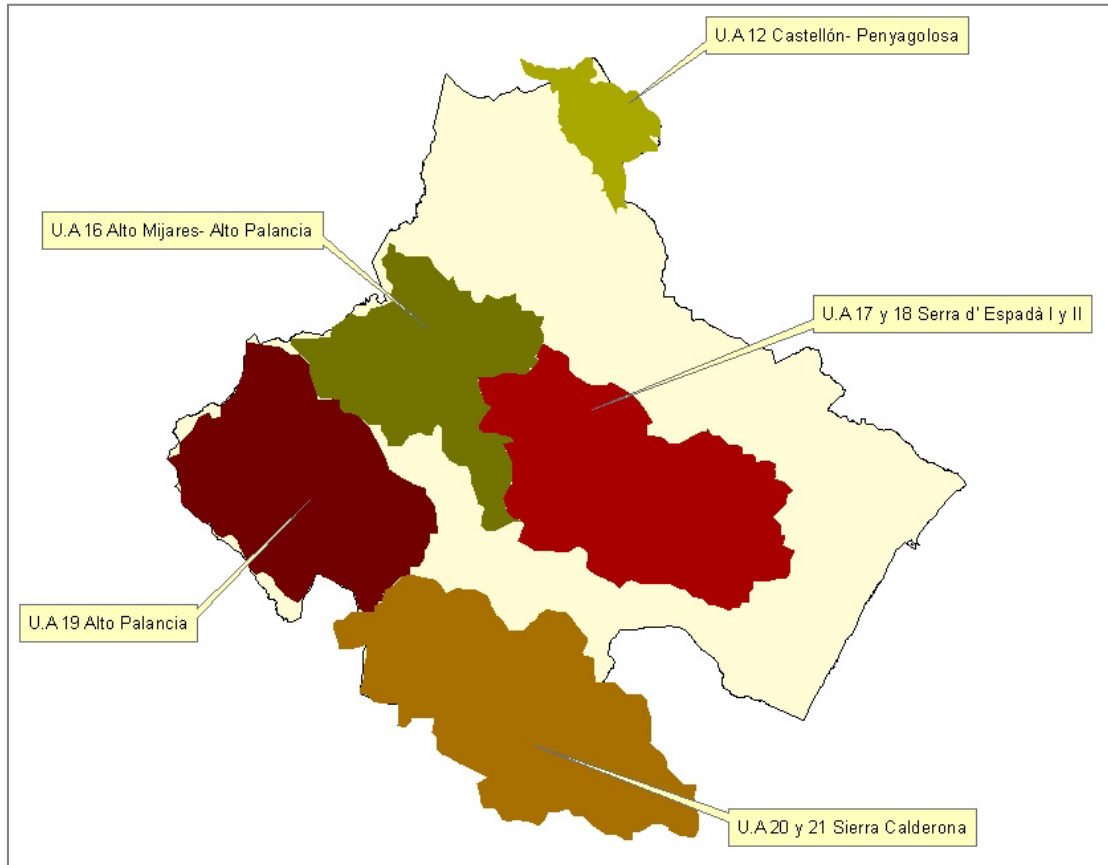 U.A 12 Castellón- Penyagolosa
U.A 16 Alto Mijares- Alto Palancia
U.A 17 y 18 Serra d' Espadà I y II
U.A 19 Alto Palancia
U.A 20 y 21 Sierra Calderona